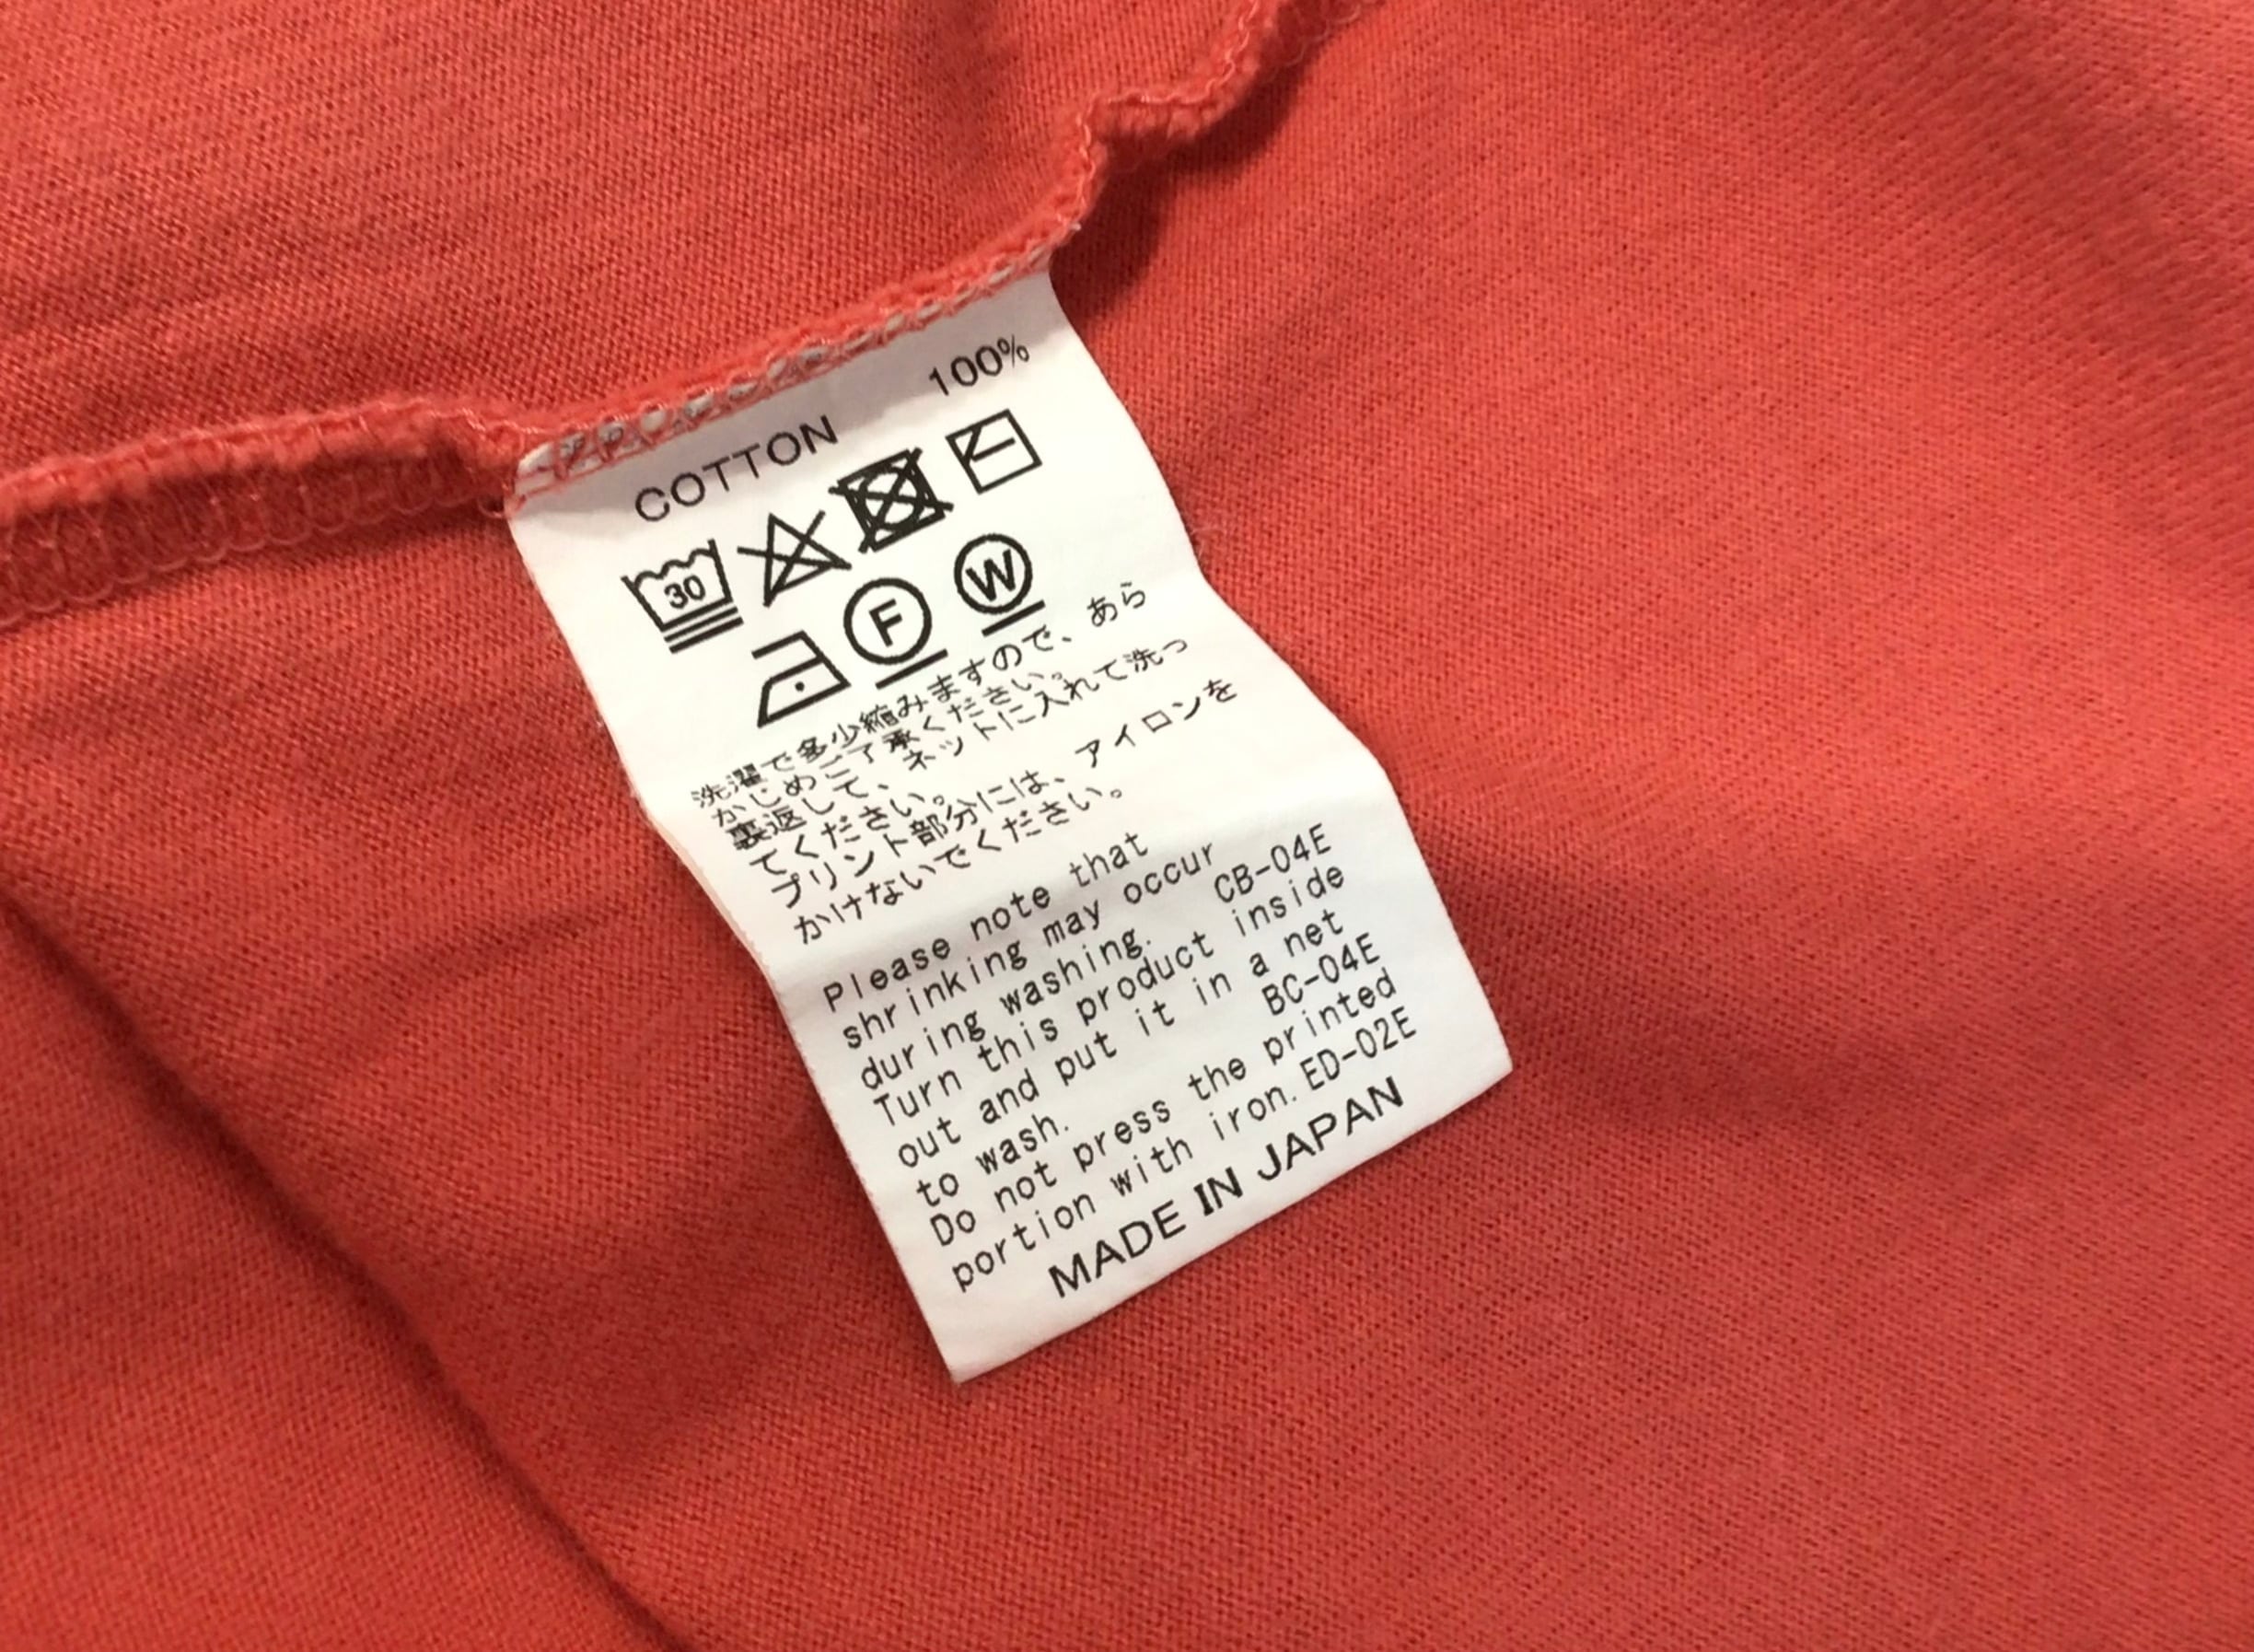 COTTON 100%
30
F W
洗濯で多少縮みますので、あら
かじめご了承ください。
裏返して、ネットに入れて洗っ
てください。
プリント部分には、アイロンを
かけないでください。
Please note that
shrinking may occur
during washing. CB-04E
Turn this product inside
out and put it in a net
to wash. BC-04E
Do not press the printed
portion with iron. ED-02E
MADE IN JAPAN